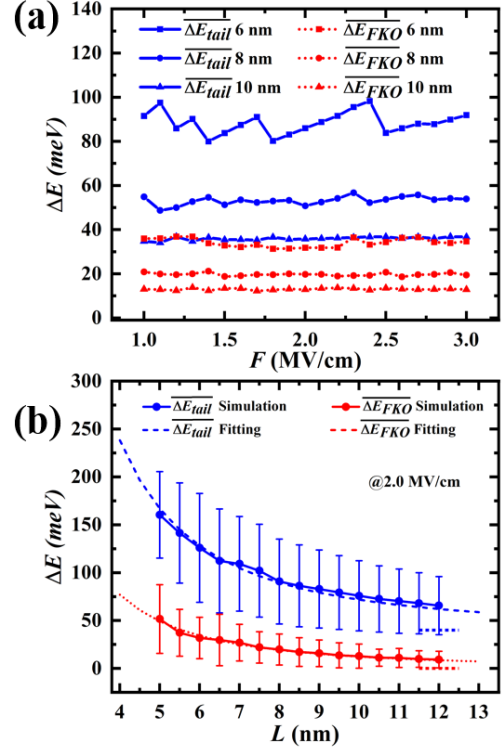 (a)
140
120
100
80
60
40
20
0
ΔE (meV)
ΔE_tail 6 nm ΔE_FKO 6 nm
ΔE_tail 8 nm ΔE_FKO 8 nm
ΔE_tail 10 nm ΔE_FKO 10 nm
1.0 1.5 2.0 2.5 3.0
F (MV/cm)
(b)
300
250
200
150
100
50
0
ΔE (meV)
ΔE_tail Simulation ΔE_FKO Simulation
ΔE_tail Fitting ΔE_FKO Fitting
@2.0 MV/cm
4 5 6 7 8 9 10 11 12 13
L (nm)